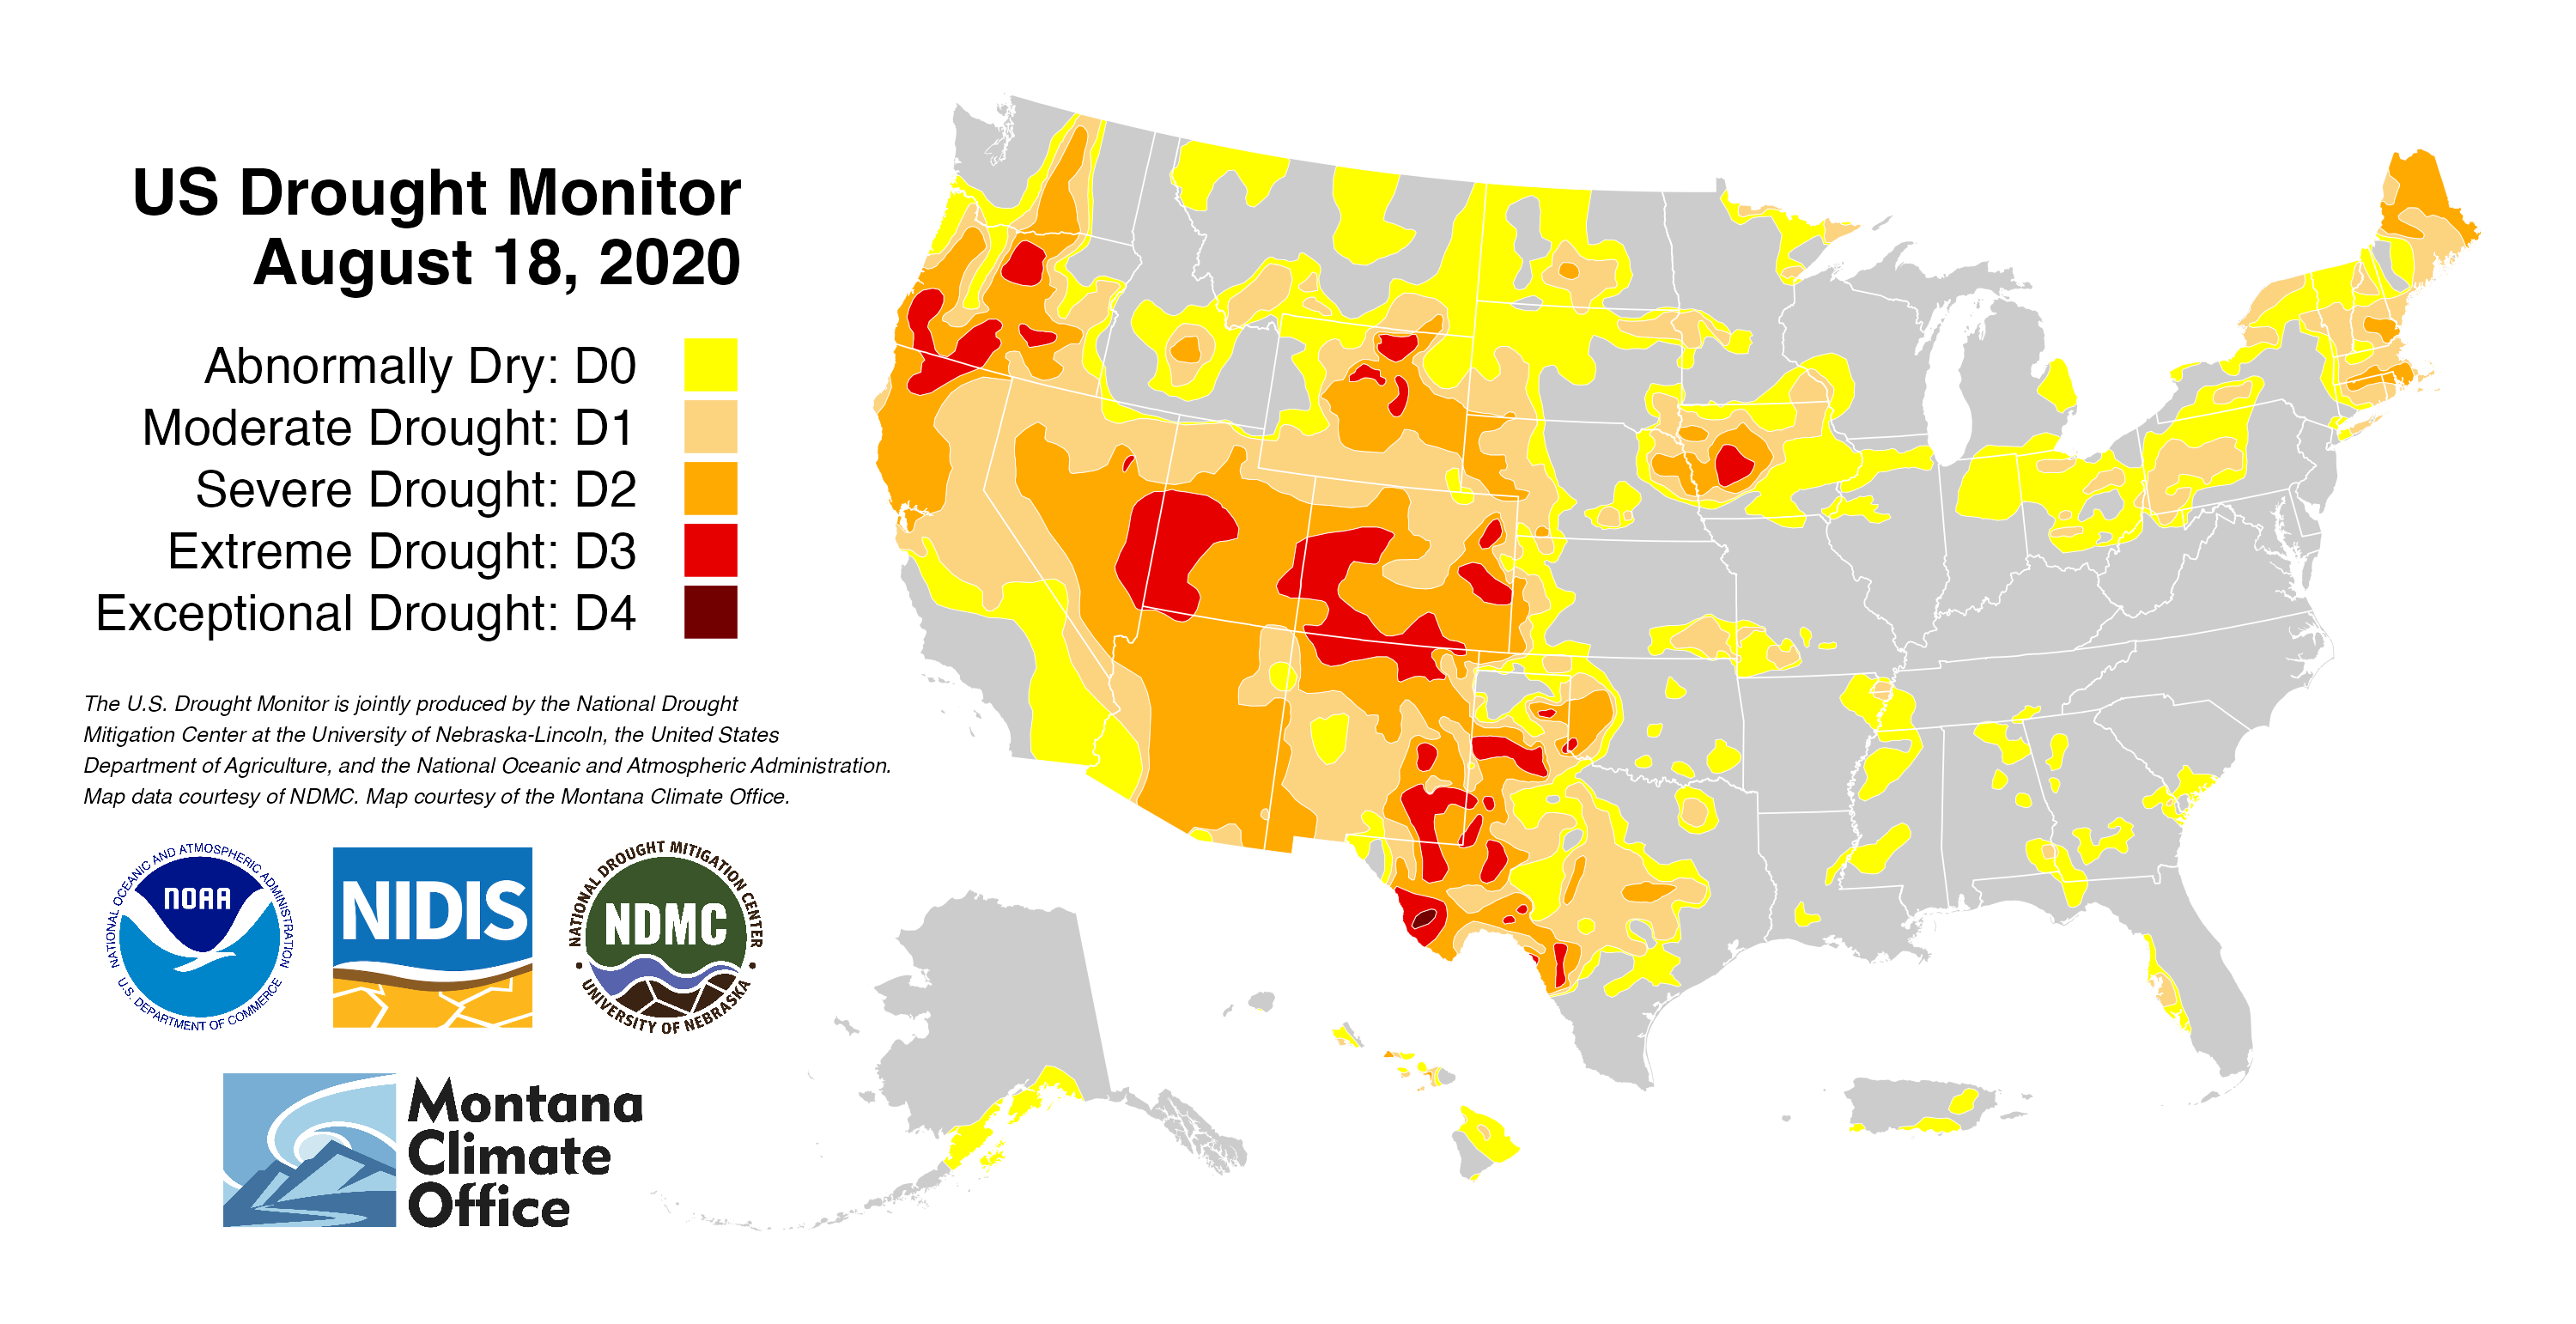 US Drought Monitor
August 18, 2020
Abnormally Dry: D0
Moderate Drought: D1
Severe Drought: D2
Extreme Drought: D3
Exceptional Drought: D4
The U.S. Drought Monitor is jointly produced by the National Drought
Mitigation Center at the University of Nebraska-Lincoln, the United States
Department of Agriculture, and the National Oceanic and Atmospheric Administration.
Map data courtesy of NDMC. Map courtesy of the Montana Climate Office.
NATIONAL OCEANIC AND ATMOSPHERIC ADMINISTRATION
NOAA
U.S. DEPARTMENT OF COMMERCE
NIDIS
NATIONAL DROUGHT MITIGATION CENTER
NDMC
UNIVERSITY OF NEBRASKA
Montana
Climate
Office